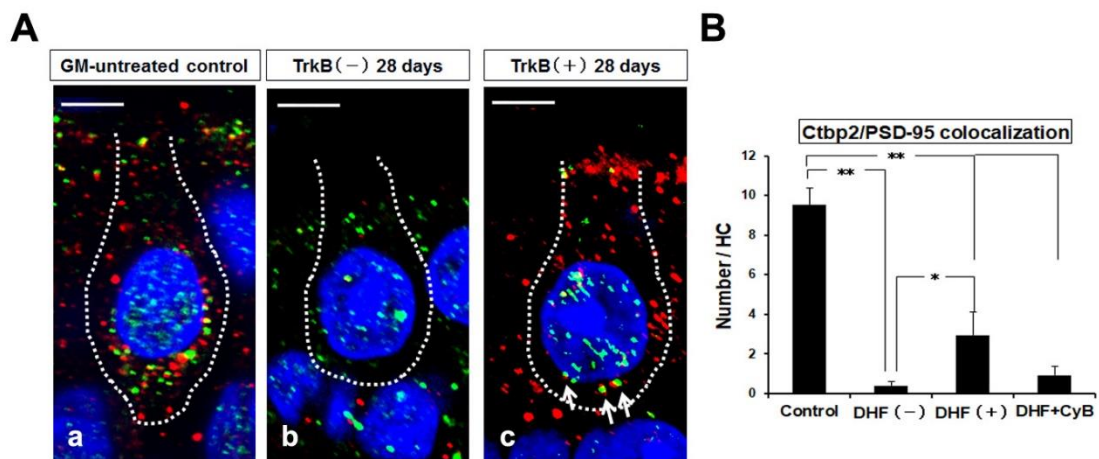 A
GM-untreated control
TrkB（−）28 days
TrkB(+) 28 days
a
b
c
B
Ctbp2/PSD-95 colocalization
12
10
8
6
4
2
0
Number / HC
**
**
*
Control
DHF（−）
DHF（+）
DHF+CyB